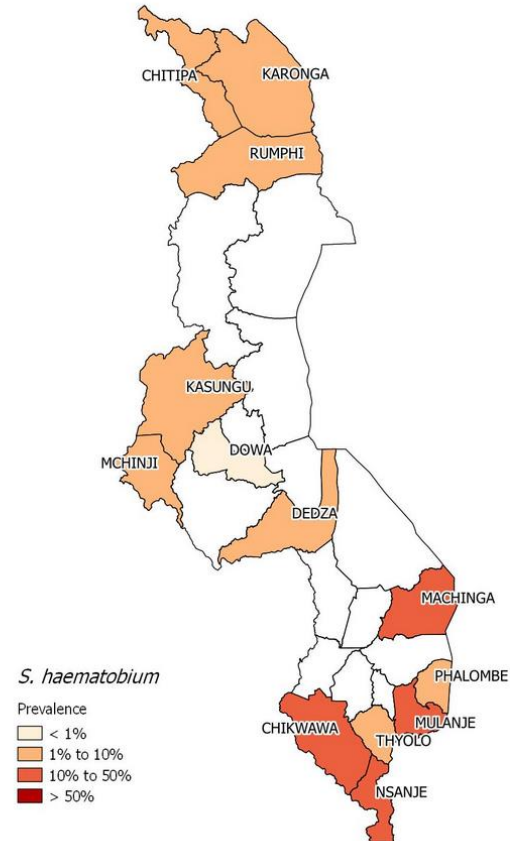 CHITIPA
KARONGA
RUMPHI
KASUNGU
DOWA
MCHINJI
DEDZA
MACHINGA
PHALOMBE
MULANJE
CHIKWAWA
THYOLO
NSANJE
S. haematobium
Prevalence
< 1%
1% to 10%
10% to 50%
> 50%